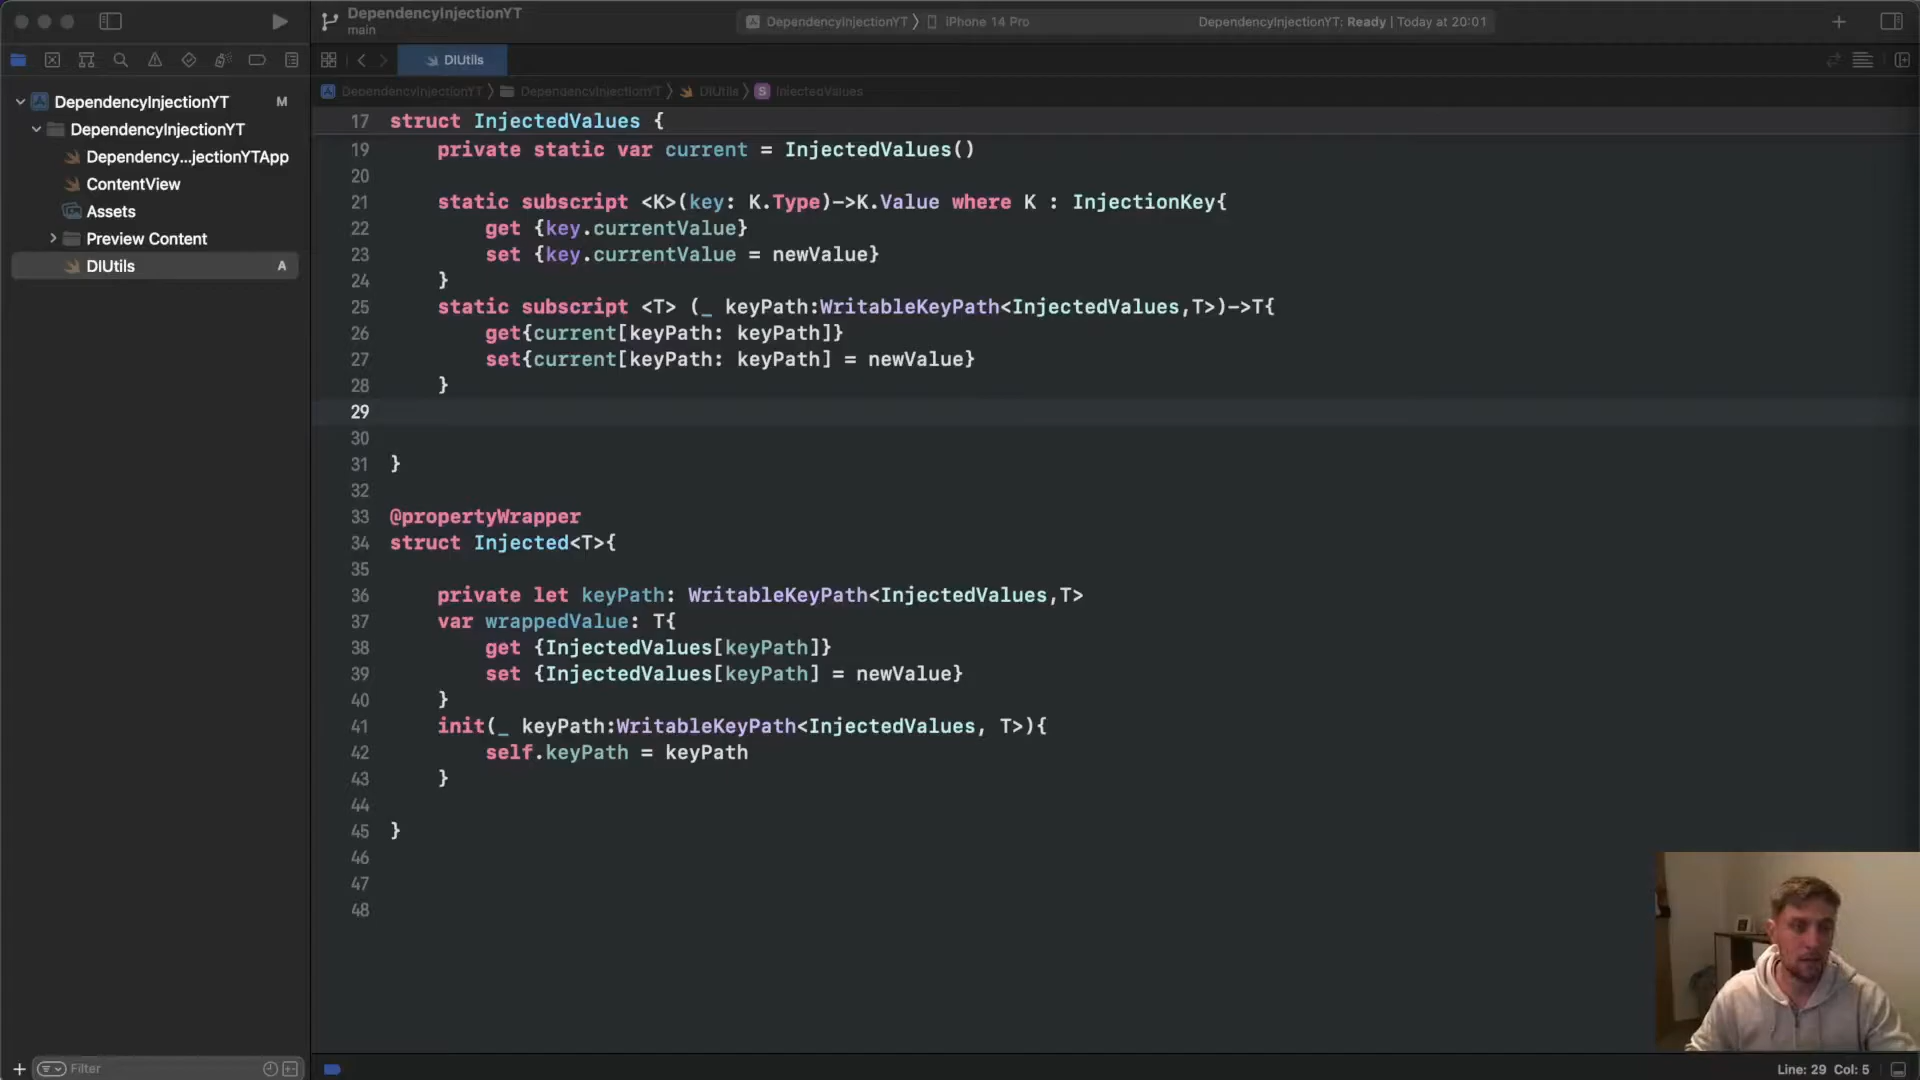 DependencyInjectionYT
main
DependencyInjectionYT
iPhone 14 Pro
DependencyInjectionYT: Ready | Today at 20:01
DIUtils
DependencyInjectionYT
M
DependencyInjectionYT
Dependency...jectionYTApp
ContentView
Assets
Preview Content
DIUtils
A
DependencyInjectionYT
DependencyInjectionYT
DIUtils
S
InjectedValues
17 struct InjectedValues {
19 private static var current = InjectedValues()
20
21 static subscript <K>(key: K.Type)->K.Value where K : InjectionKey{
22 get {key.currentValue}
23 set {key.currentValue = newValue}
24 }
25 static subscript <T> (_ keyPath:WritableKeyPath<InjectedValues,T>)->T{
26 get{current[keyPath: keyPath]}
27 set{current[keyPath: keyPath] = newValue}
28 }
29
30
31 }
32
33 @propertyWrapper
34 struct Injected<T>{
35
36 private let keyPath: WritableKeyPath<InjectedValues,T>
37 var wrappedValue: T{
38 get {InjectedValues[keyPath]}
39 set {InjectedValues[keyPath] = newValue}
40 }
41 init(_ keyPath:WritableKeyPath<InjectedValues, T>){
42 self.keyPath = keyPath
43 }
44
45 }
46
47
48
Filter
Line: 29 Col: 5